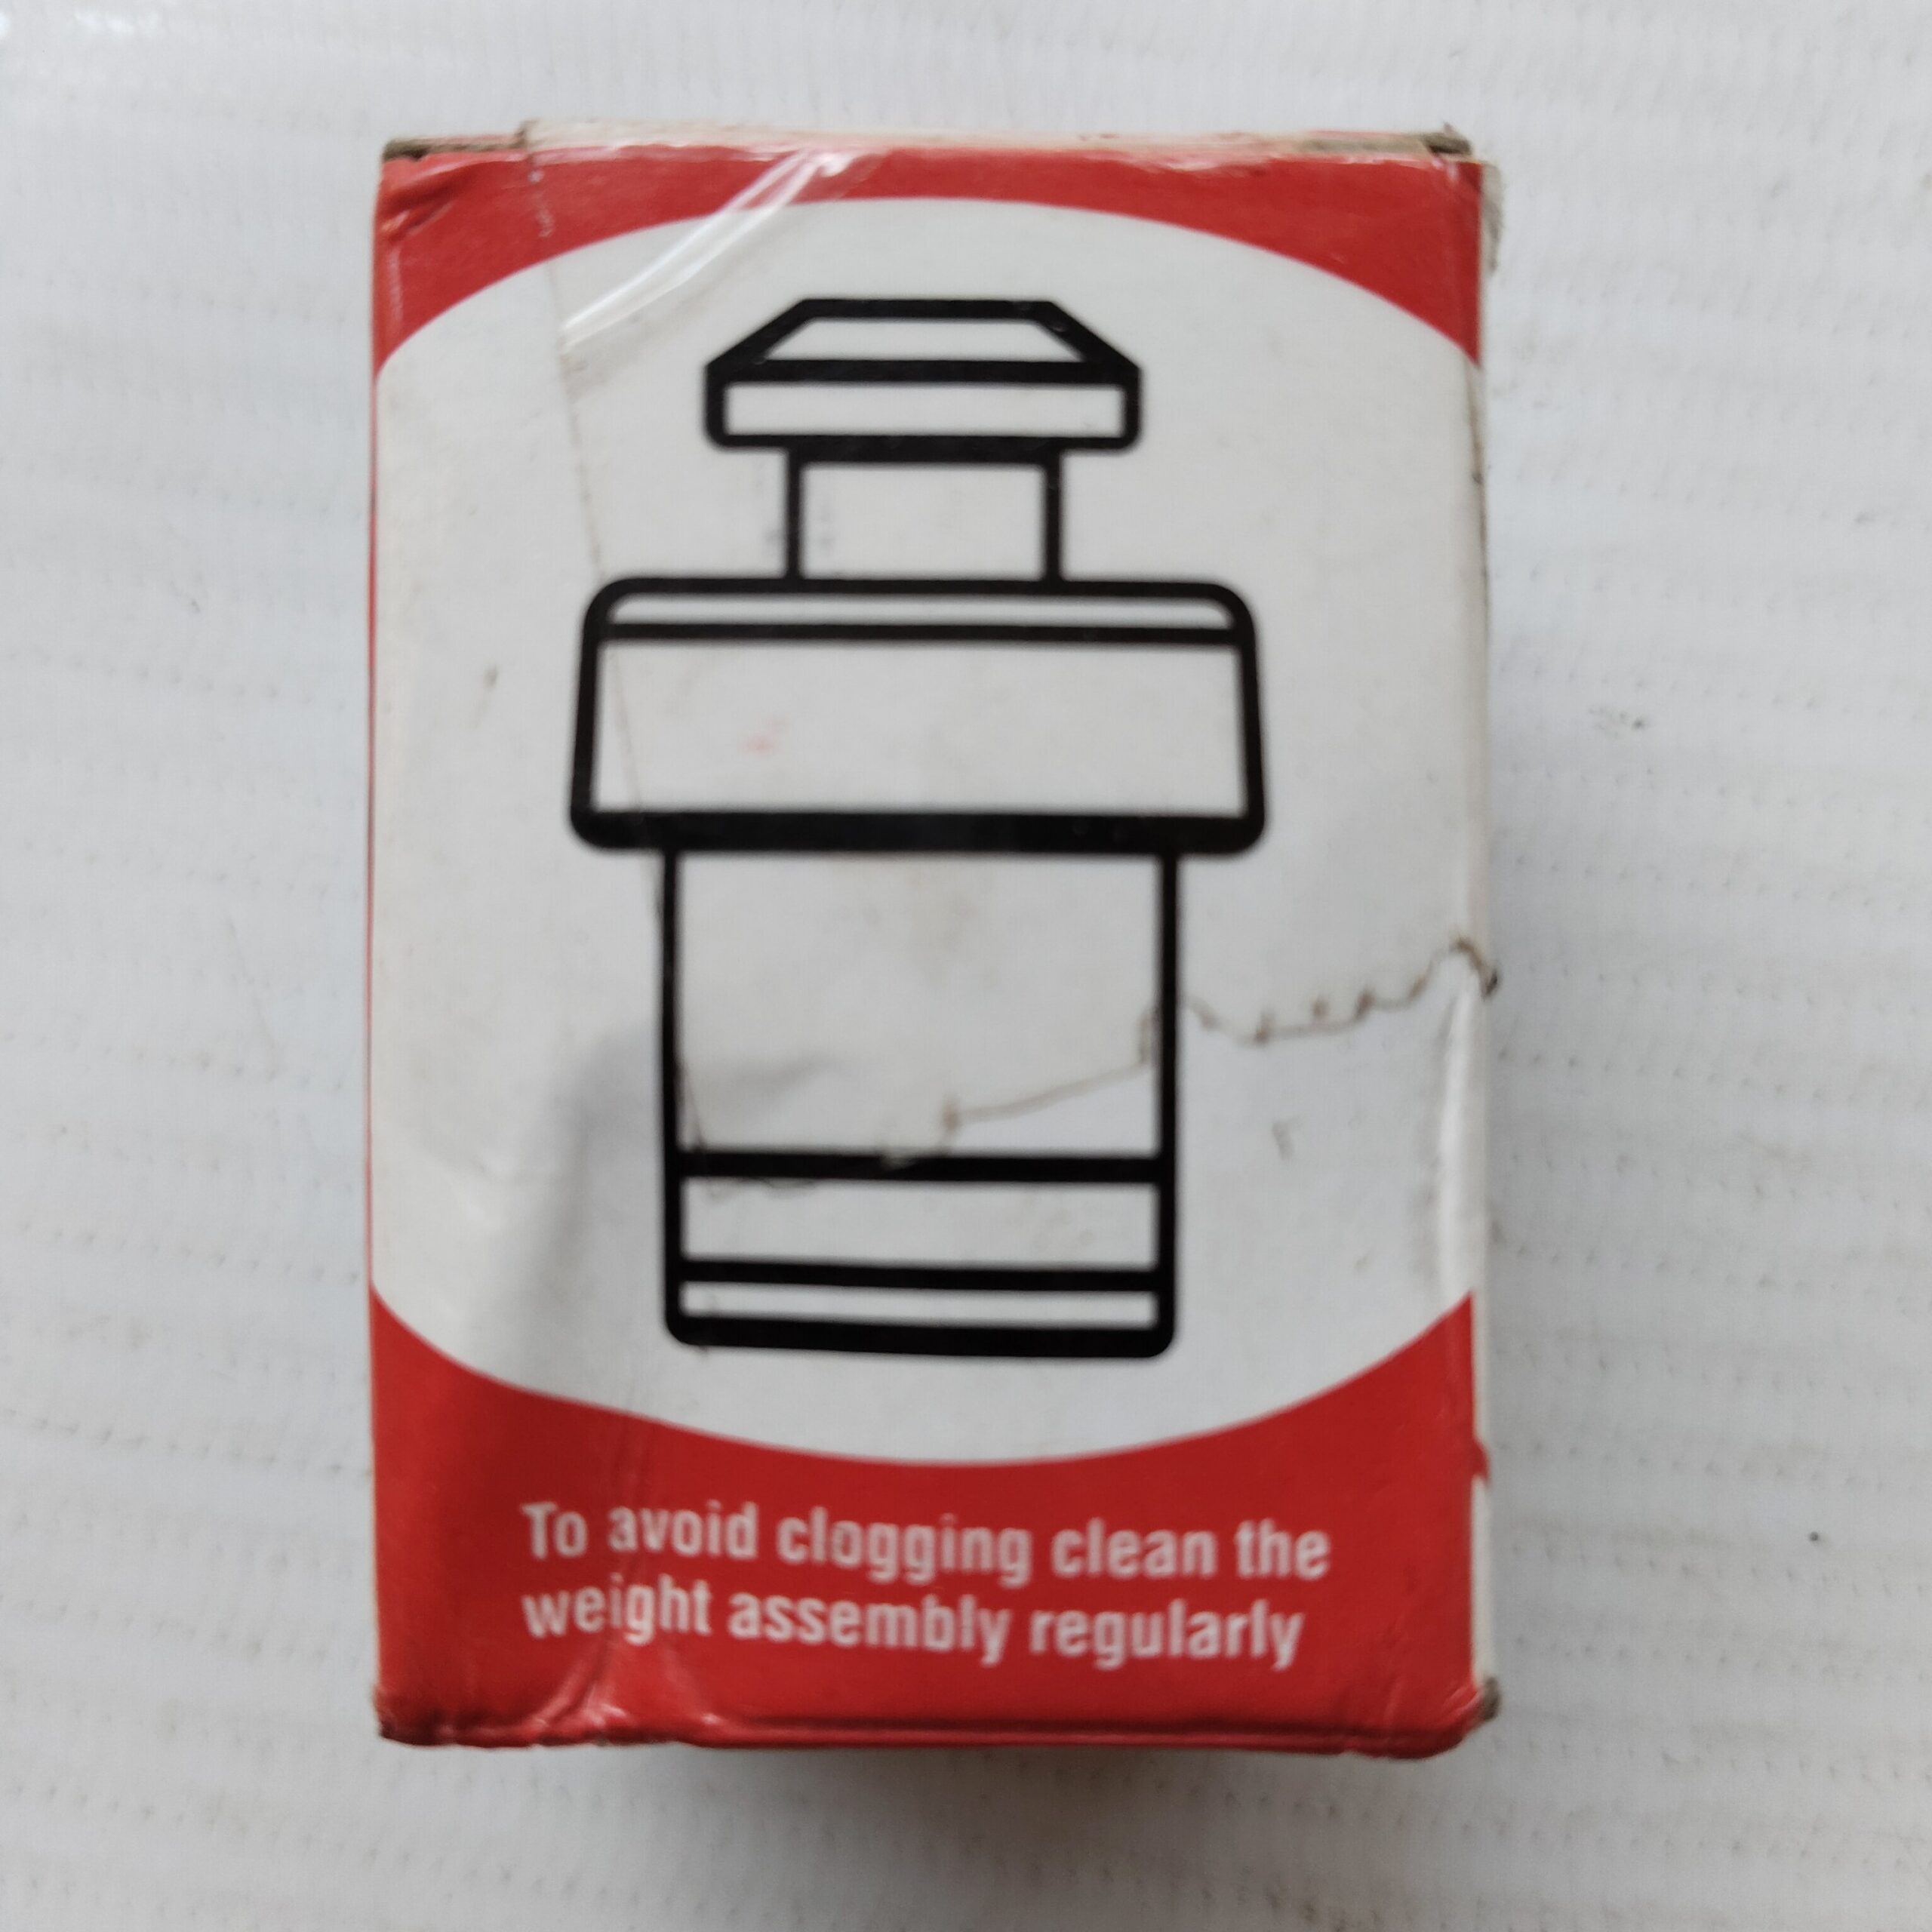 To avoid clogging clean the
weight assembly regularly